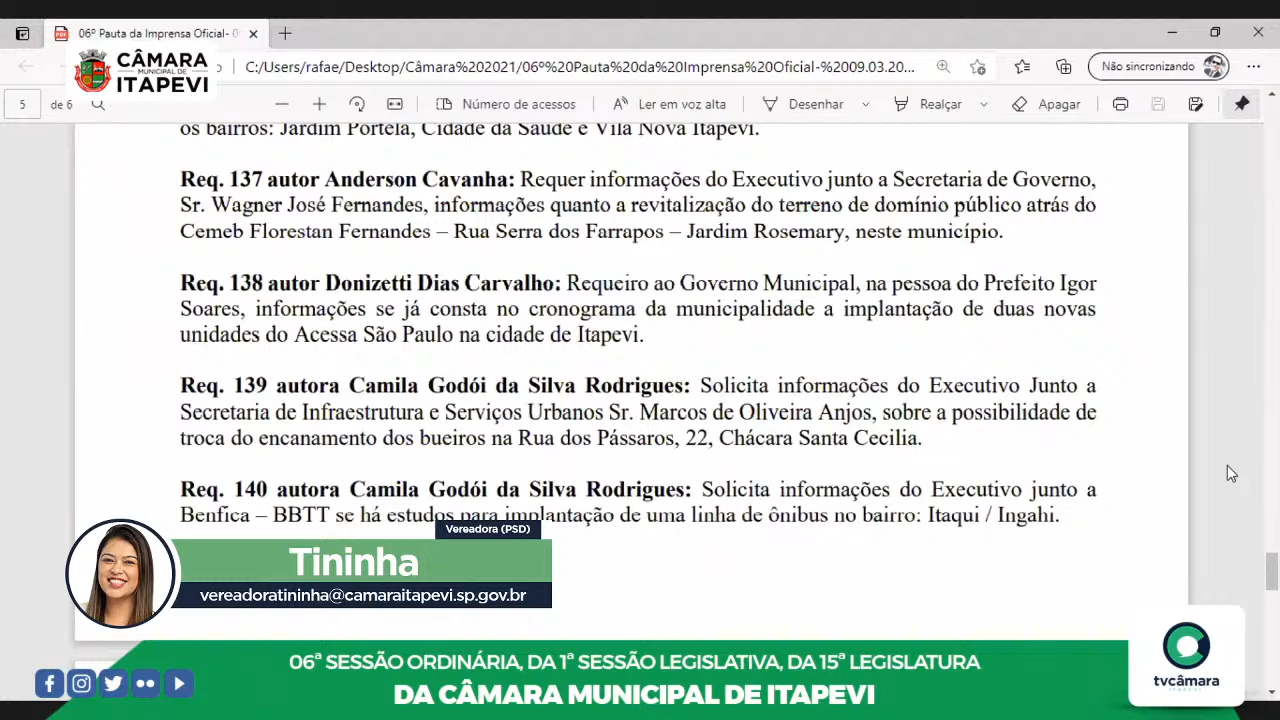 06º Pauta da Imprensa Oficial- 0
CÂMARA
MUNICIPAL DE
ITAPEVI
C:/Users/rafae/Desktop/Câmara%202021/06º%20Pauta%20da%20Imprensa%20Oficial-%2009.03.20...
Não sincronizando
5 de 6
Número de acessos
Ler em voz alta
Desenhar
Realçar
Apagar
os bairros: Jardim Portela, Cidade da Saúde e Vila Nova Itapevi.
Req. 137 autor Anderson Cavanha: Requer informações do Executivo junto a Secretaria de Governo,
Sr. Wagner José Fernandes, informações quanto a revitalização do terreno de domínio público atrás do
Cemeb Florestan Fernandes – Rua Serra dos Farrapos – Jardim Rosemary, neste município.
Req. 138 autor Donizetti Dias Carvalho: Requeiro ao Governo Municipal, na pessoa do Prefeito Igor
Soares, informações se já consta no cronograma da municipalidade a implantação de duas novas
unidades do Acessa São Paulo na cidade de Itapevi.
Req. 139 autora Camila Godói da Silva Rodrigues: Solicita informações do Executivo Junto a
Secretaria de Infraestrutura e Serviços Urbanos Sr. Marcos de Oliveira Anjos, sobre a possibilidade de
troca do encanamento dos bueiros na Rua dos Pássaros, 22, Chácara Santa Cecilia.
Req. 140 autora Camila Godói da Silva Rodrigues: Solicita informações do Executivo junto a
Benfica – BBTT se há estudos para implantação de uma linha de ônibus no bairro: Itaqui / Ingahi.
Vereadora (PSD)
Tininha
vereadoratininha@camaraitapevi.sp.gov.br
06ª SESSÃO ORDINÁRIA, DA 1ª SESSÃO LEGISLATIVA, DA 15ª LEGISLATURA
DA CÂMARA MUNICIPAL DE ITAPEVI
tvcâmara
ITAPEVI